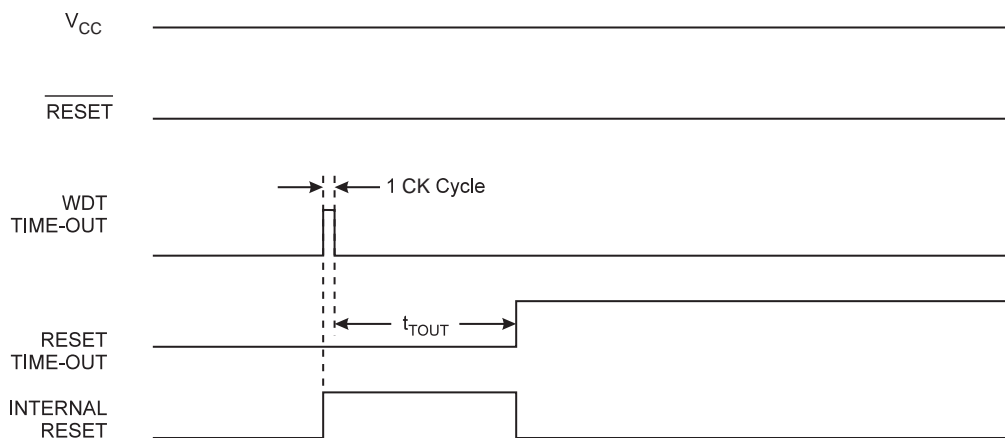 VCC
RESET
1 CK Cycle
WDT
TIME-OUT
tTOUT
RESET
TIME-OUT
INTERNAL
RESET